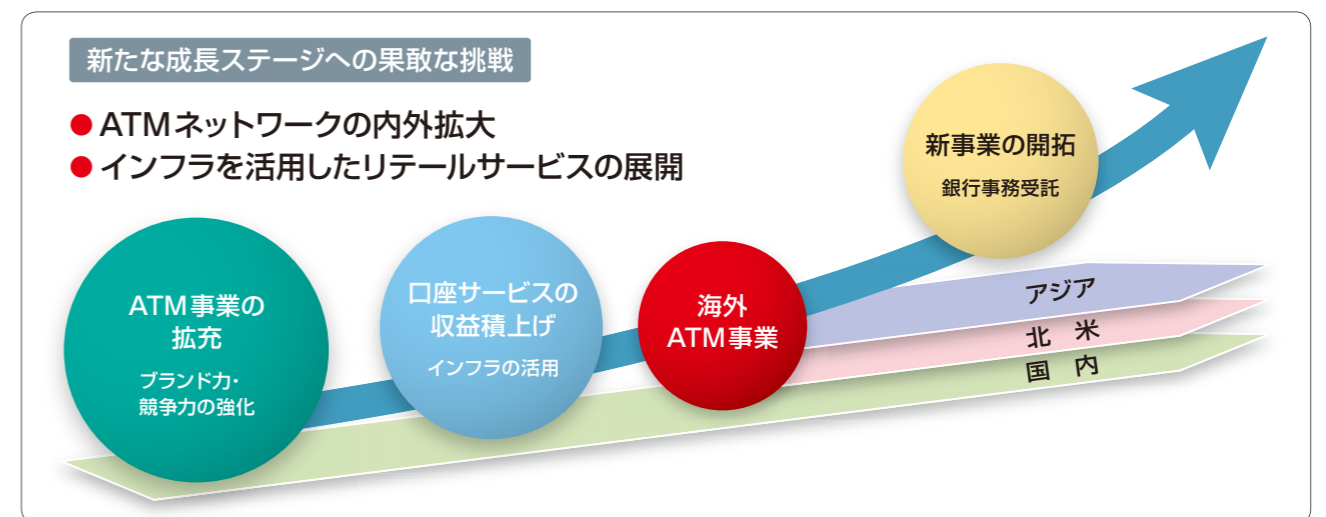 新たな成長ステージへの果敢な挑戦
● ATMネットワークの内外拡大
● インフラを活用したリテールサービスの展開
ATM事業の
拡充
ブランド力・
競争力の強化
口座サービスの
収益積上げ
インフラの活用
海外
ATM事業
新事業の開拓
銀行事務受託
アジア
北 米
国 内